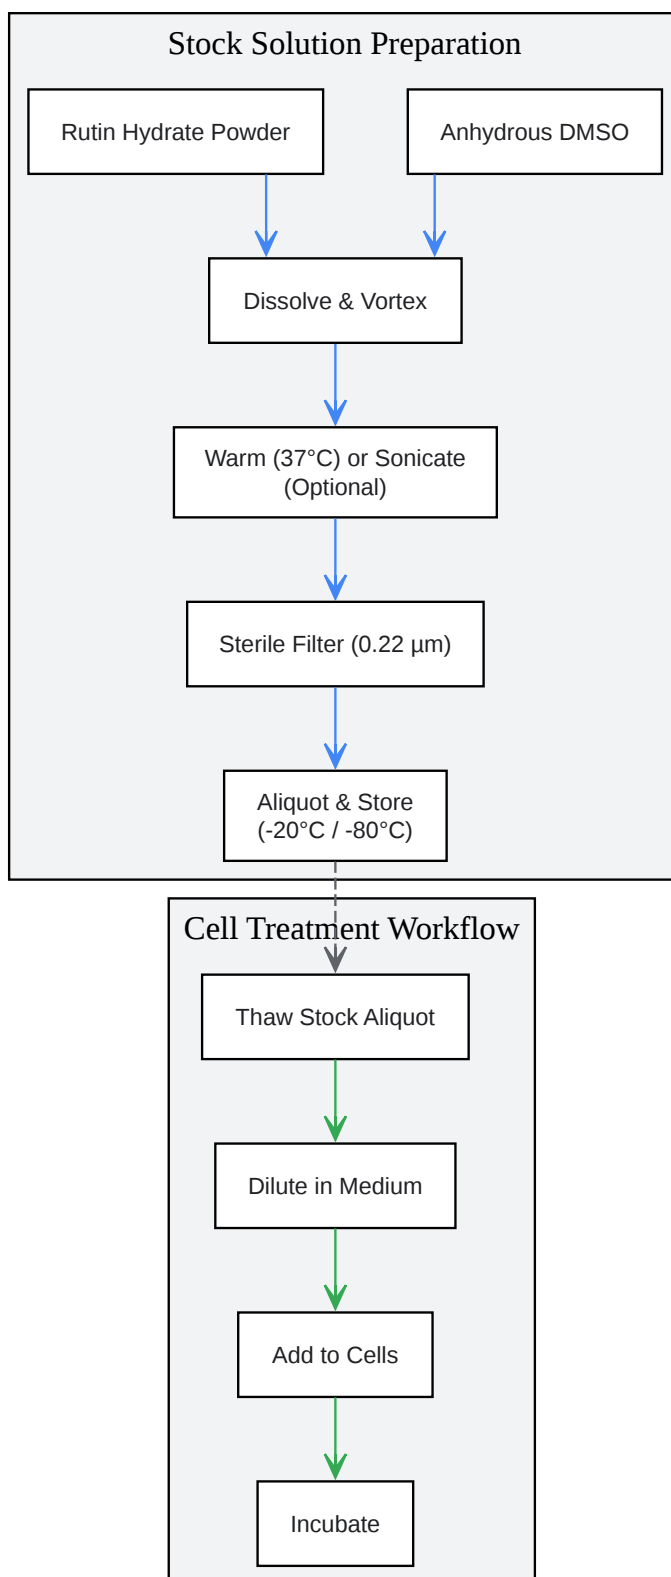 Stock Solution Preparation
Rutin Hydrate Powder
Anhydrous DMSO
Dissolve & Vortex
Warm (37°C) or Sonicate
(Optional)
Sterile Filter (0.22 µm)
Aliquot & Store
(-20°C / -80°C)
Cell Treatment Workflow
Thaw Stock Aliquot
Dilute in Medium
Add to Cells
Incubate